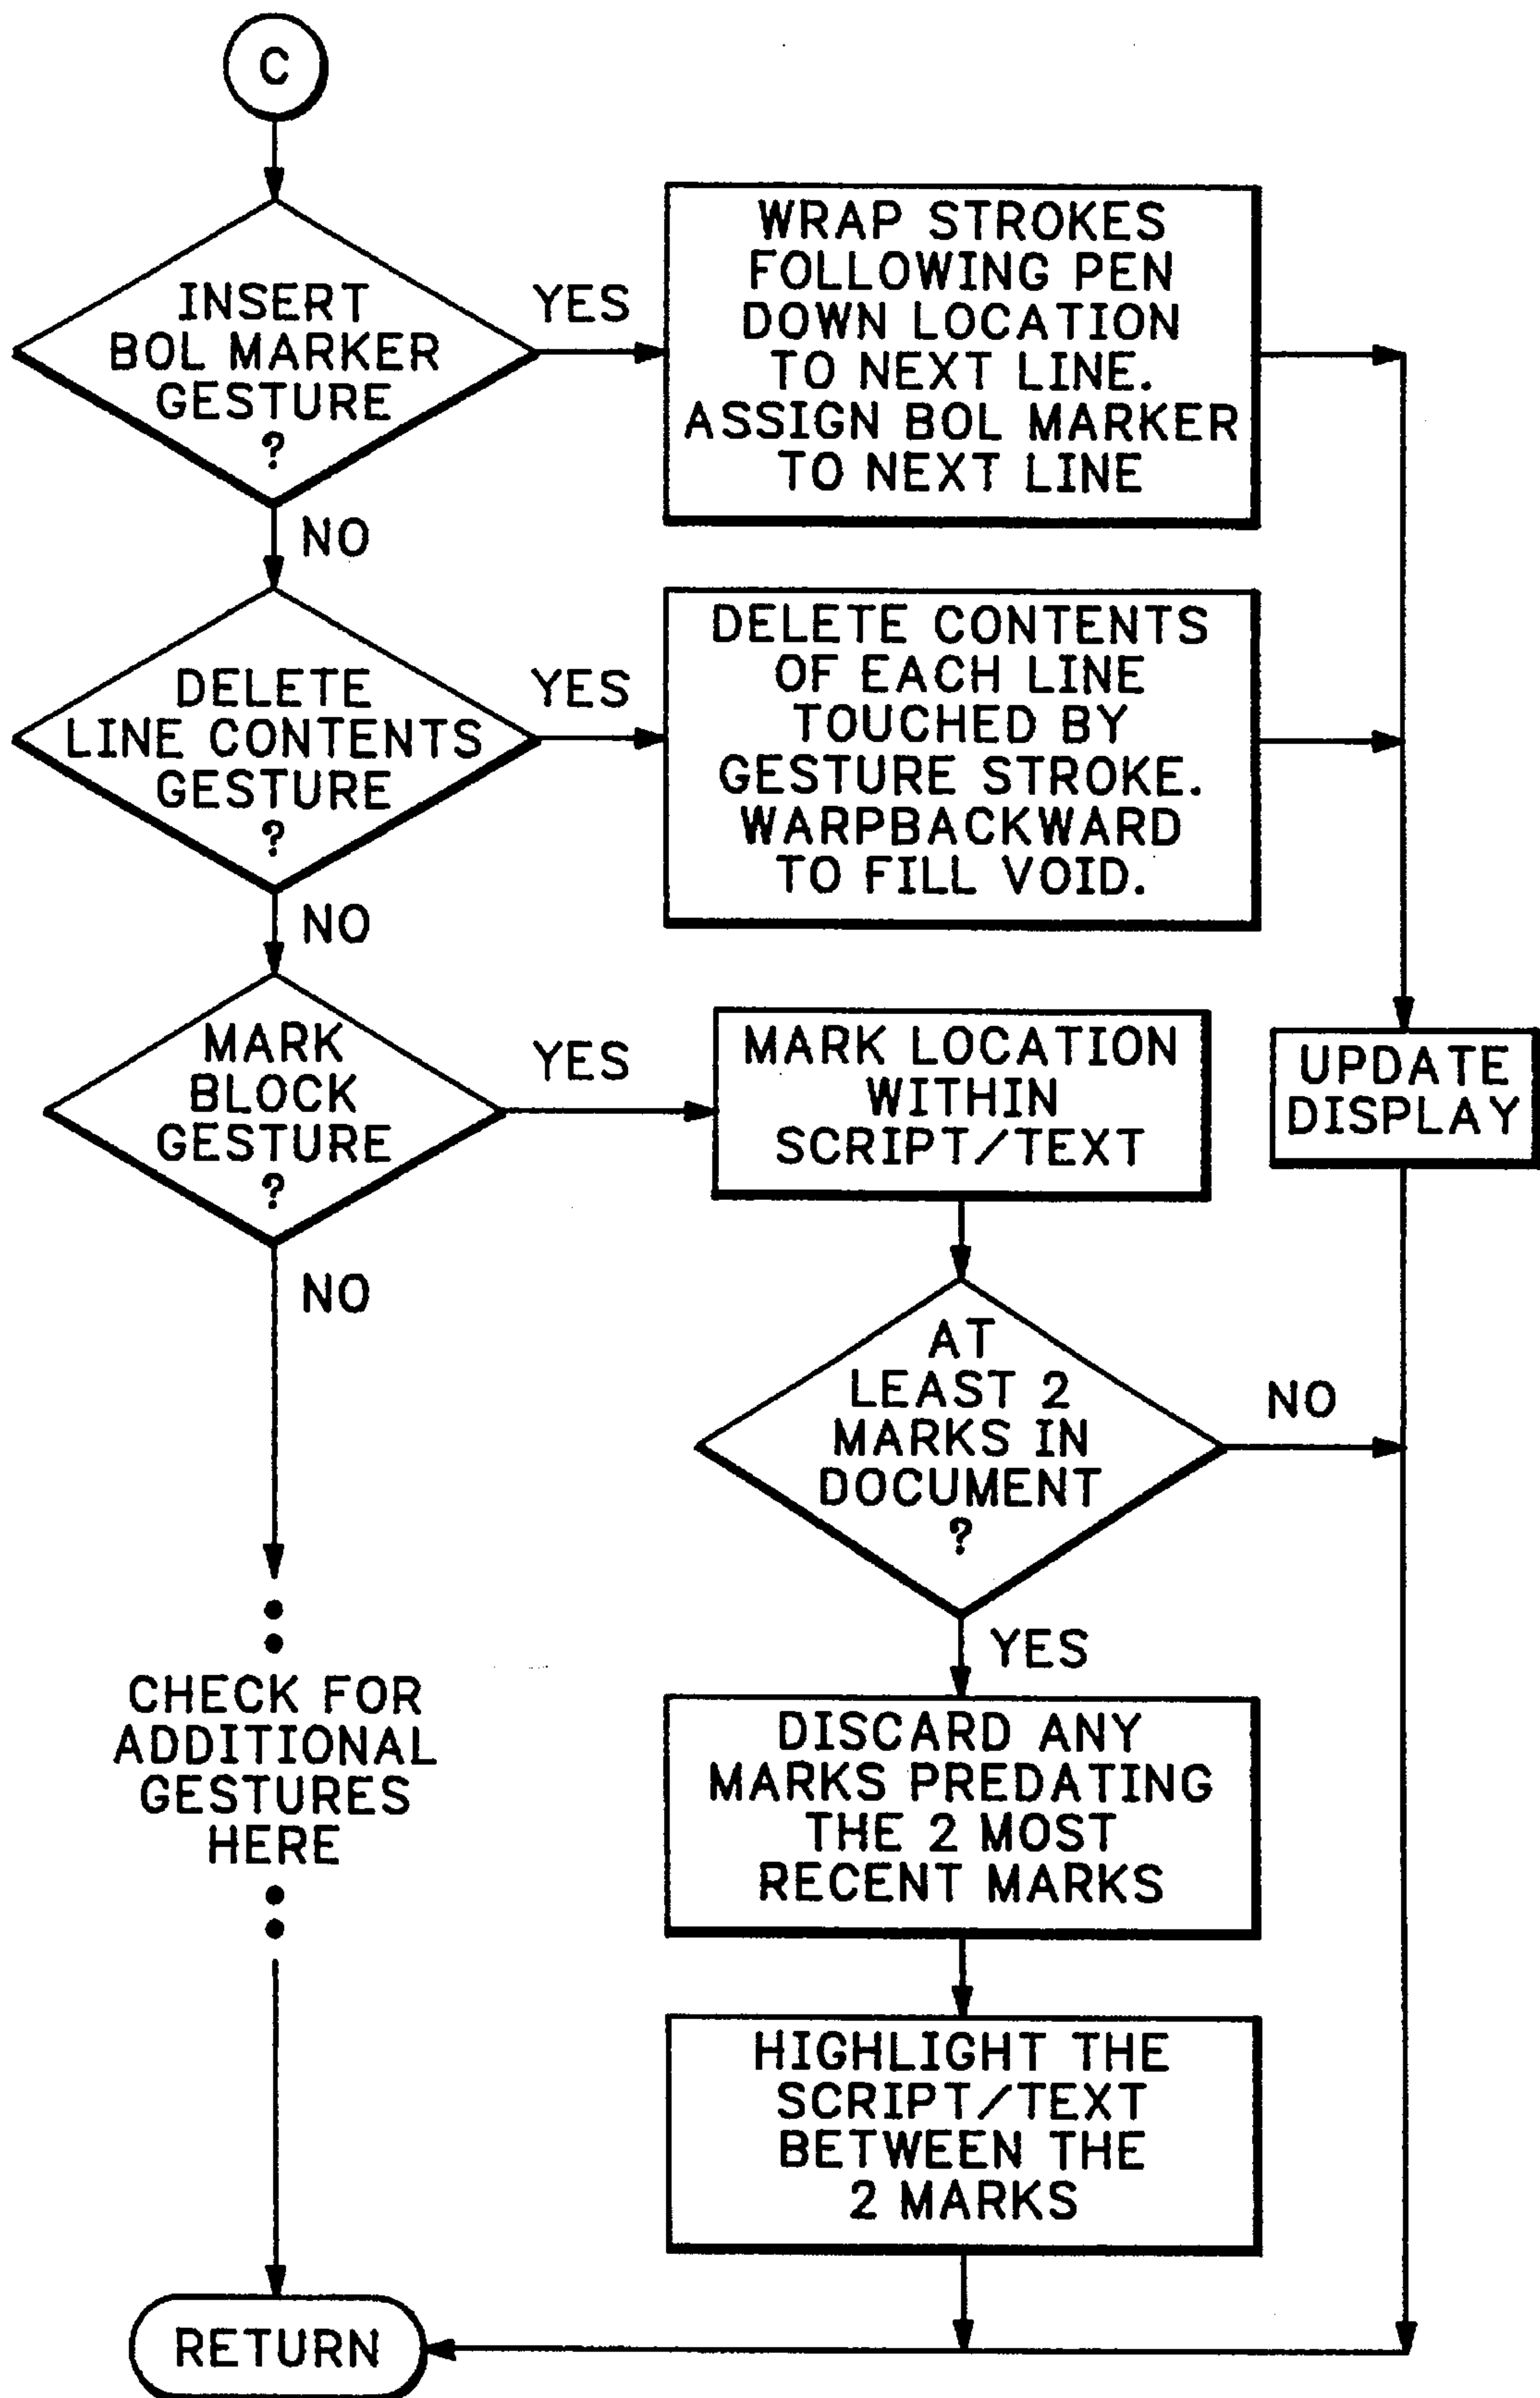 C
INSERT
BOL MARKER
GESTURE
?
YES
WRAP STROKES
FOLLOWING PEN
DOWN LOCATION
TO NEXT LINE.
ASSIGN BOL MARKER
TO NEXT LINE
NO
DELETE
LINE CONTENTS
GESTURE
?
YES
DELETE CONTENTS
OF EACH LINE
TOUCHED BY
GESTURE STROKE.
WARPBACKWARD
TO FILL VOID.
NO
MARK
BLOCK
GESTURE
?
YES
MARK LOCATION
WITHIN
SCRIPT/TEXT
UPDATE
DISPLAY
NO
AT
LEAST 2
MARKS IN
DOCUMENT
?
NO
YES
CHECK FOR
ADDITIONAL
GESTURES
HERE
DISCARD ANY
MARKS PREDATING
THE 2 MOST
RECENT MARKS
HIGHLIGHT THE
SCRIPT/TEXT
BETWEEN THE
2 MARKS
RETURN